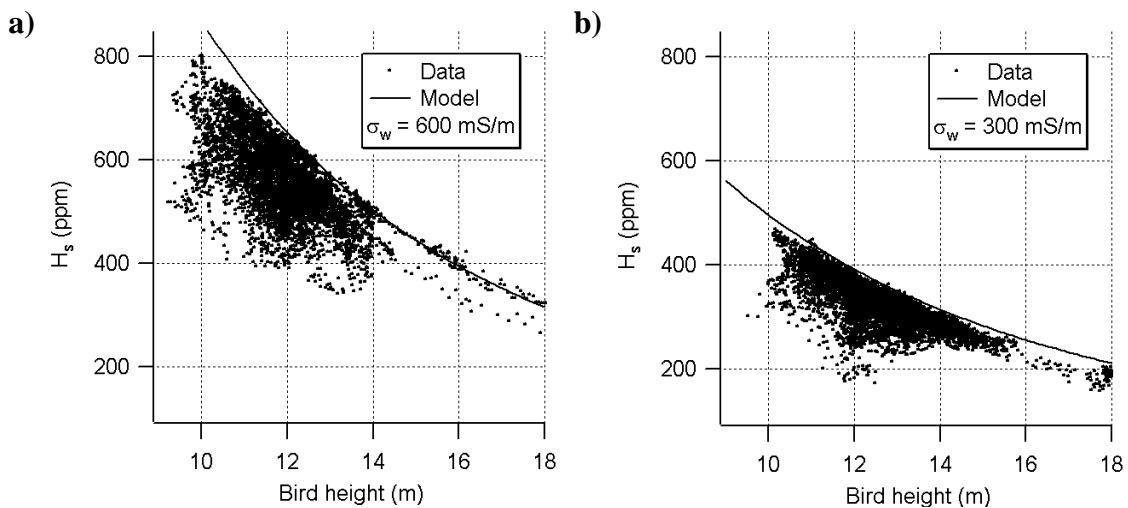 a)
800
600
400
200
Hs (ppm)
10 12 14 16 18
Bird height (m)
Data
Model
σw = 600 mS/m
b)
800
600
400
200
Hs (ppm)
10 12 14 16 18
Bird height (m)
Data
Model
σw = 300 mS/m